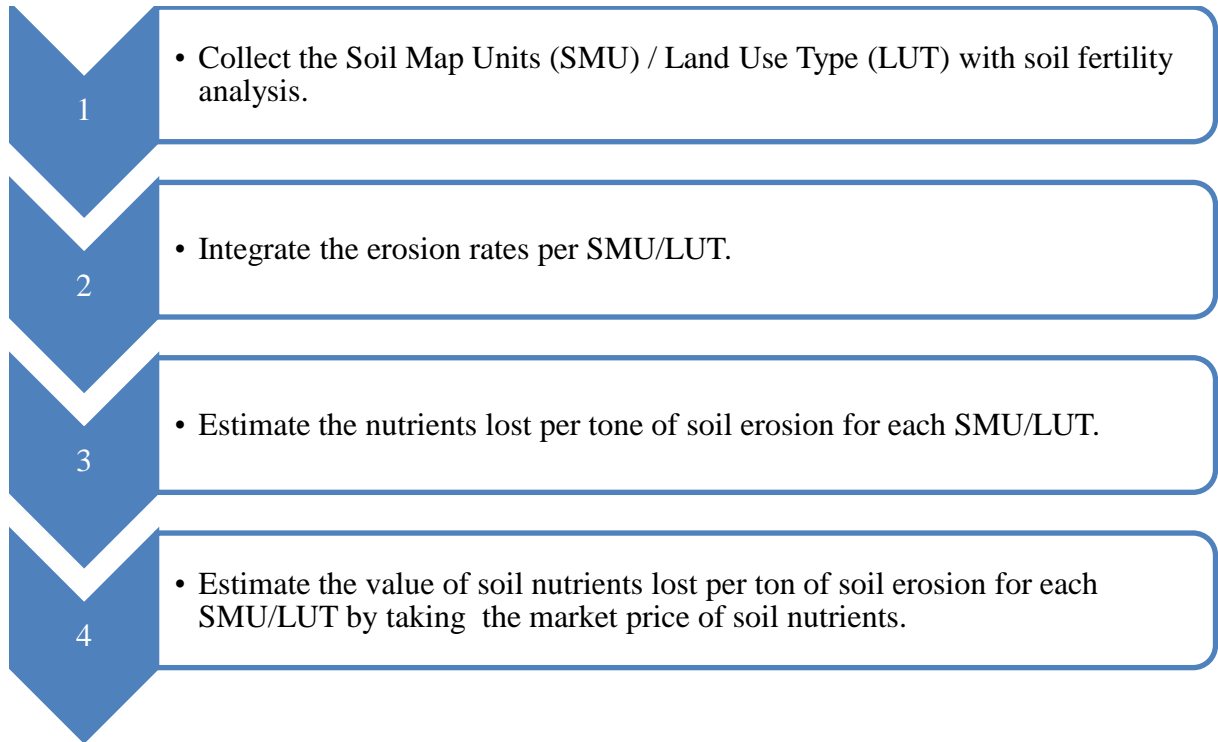 1
• Collect the Soil Map Units (SMU) / Land Use Type (LUT) with soil fertility
analysis.
2
• Integrate the erosion rates per SMU/LUT.
3
• Estimate the nutrients lost per tone of soil erosion for each SMU/LUT.
4
• Estimate the value of soil nutrients lost per ton of soil erosion for each
SMU/LUT by taking  the market price of soil nutrients.